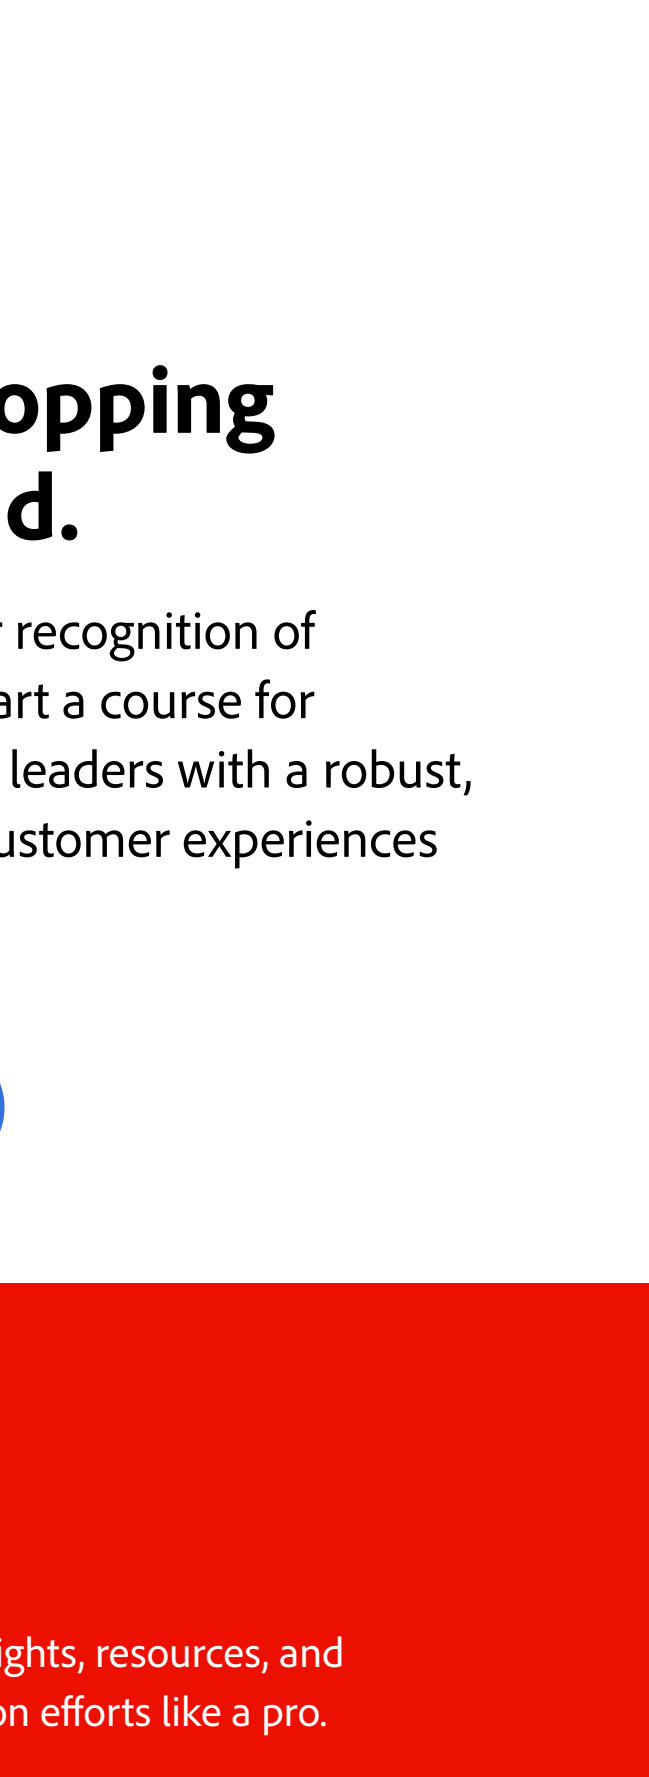 opping
d.
recognition of
art a course for
leaders with a robust,
ustomer experiences
ights, resources, and
on efforts like a pro.